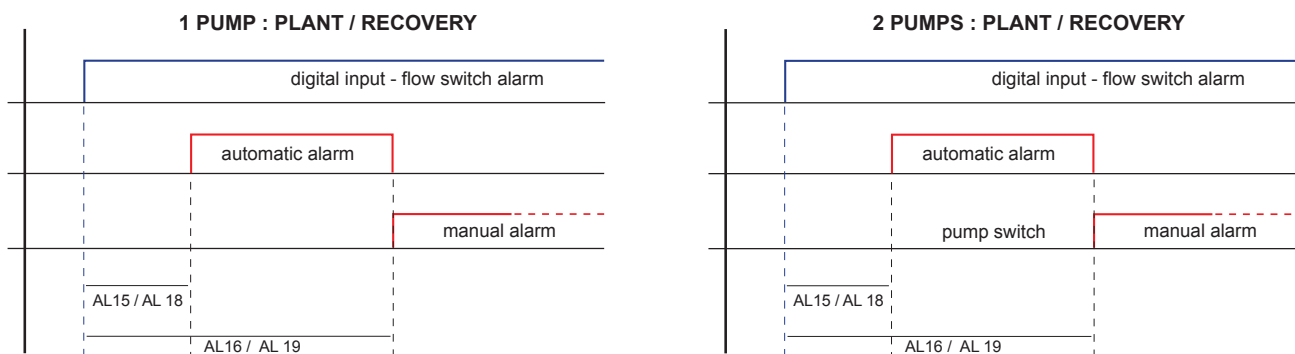 1 PUMP : PLANT / RECOVERY
digital input - flow switch alarm
automatic alarm
manual alarm
AL15 / AL 18
AL16 / AL 19
2 PUMPS : PLANT / RECOVERY
digital input - flow switch alarm
automatic alarm
pump switch manual alarm
AL15 / AL 18
AL16 / AL 19